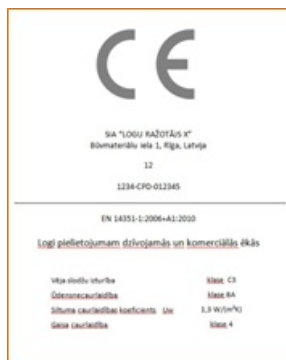 CE
SIA "LOGU RAŽOTĀJS X"
Būvmateriālu iela 1, Rīga, Latvija
12
1234-CPD-012345
EN 14351-1:2006+A1:2010
Logi pielietojumam dzīvojamās un komerciālās ēkās
Vēja slodžu izturība klase C3
Ūdensnecaurlaidība klase 8A
Siltuma caurlaidības koeficients Uw 1,3 W/(m²K)
Gaisa caurlaidība klase 4